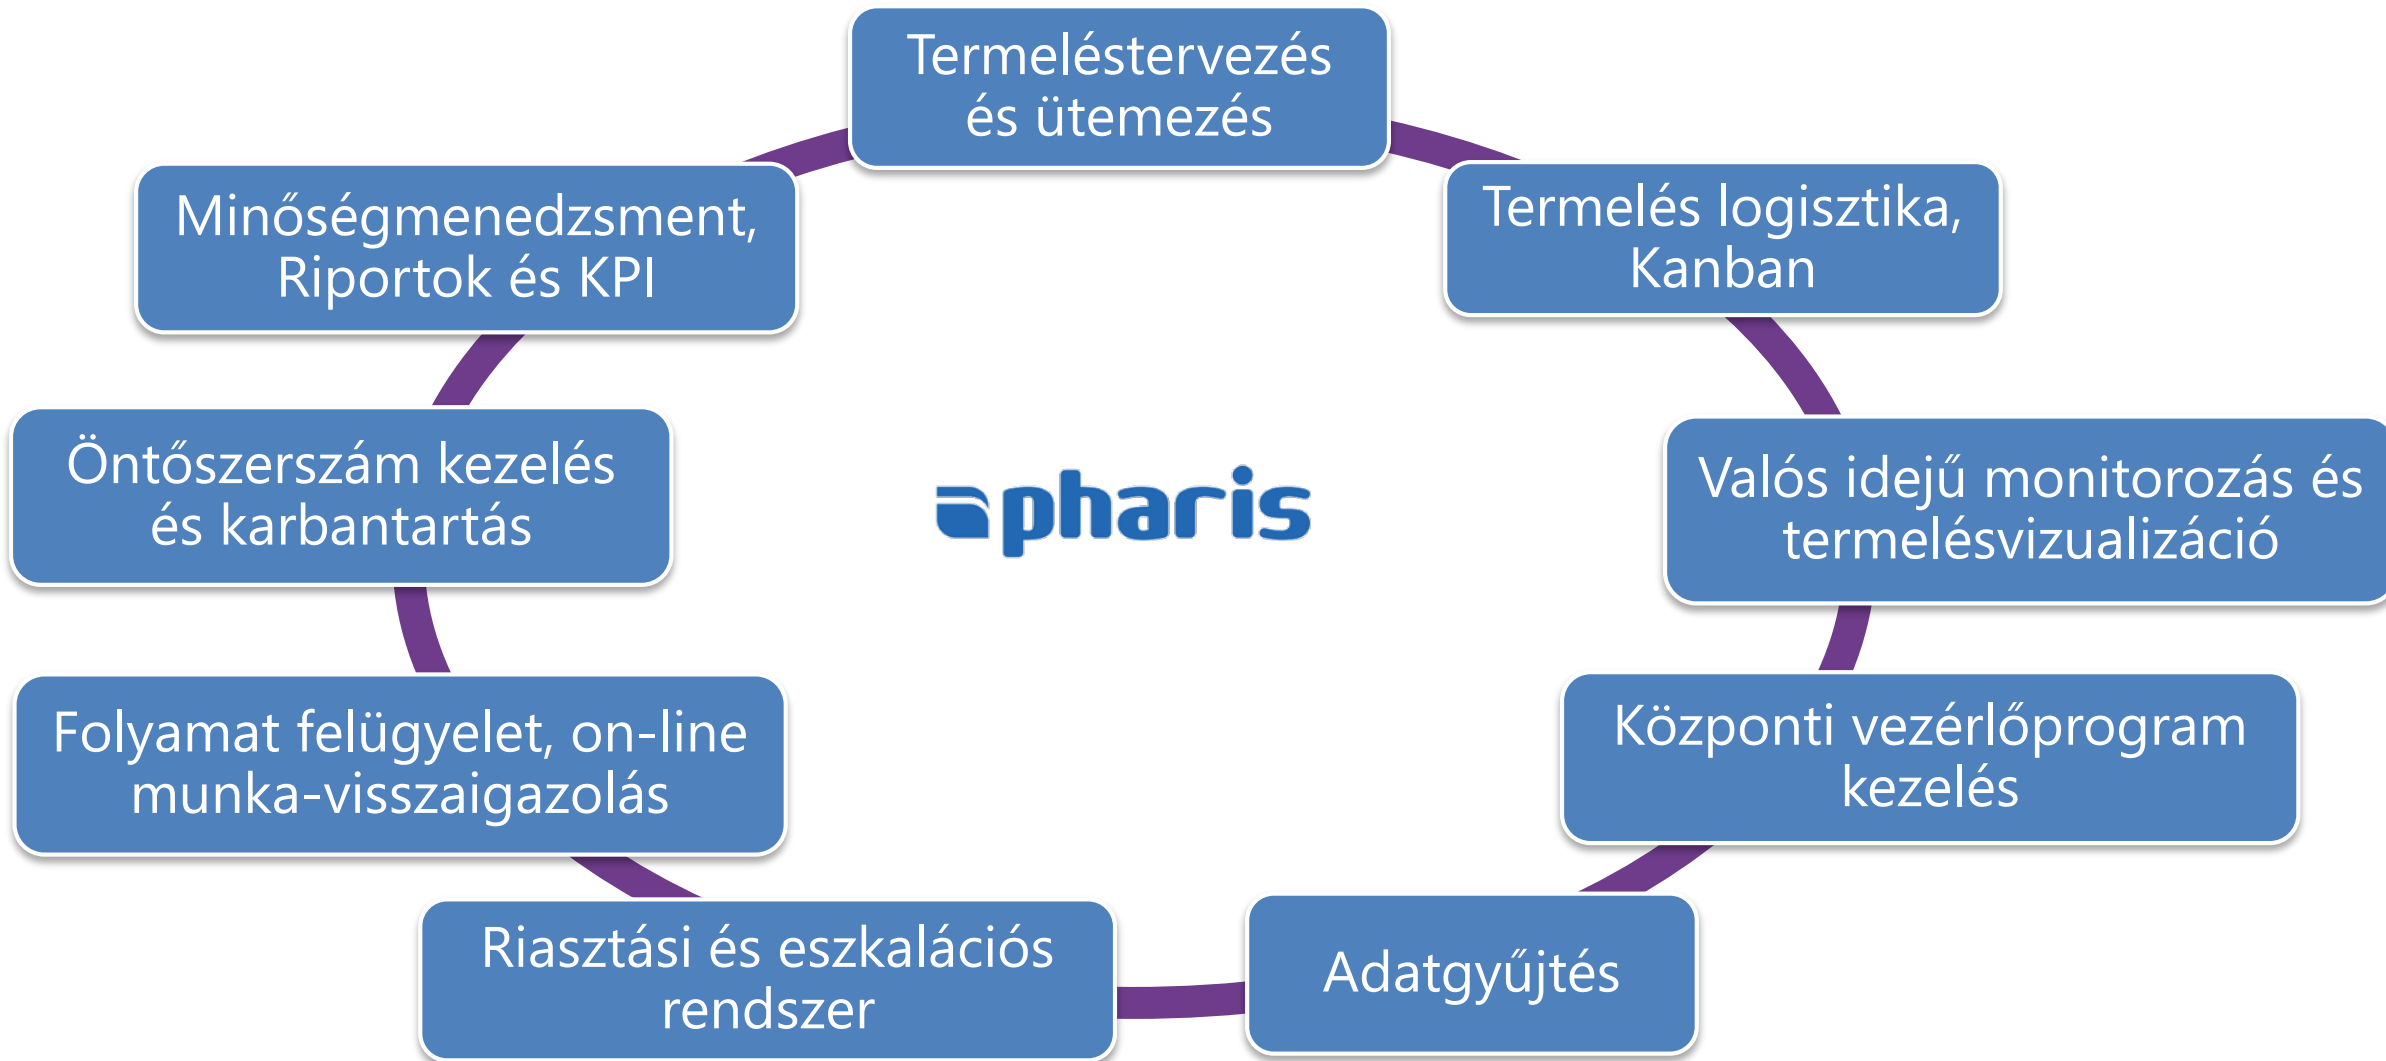 Termeléstervezés
és ütemezés
Termelés logisztika,
Kanban
Valós idejű monitorozás és
termelésvizualizáció
Központi vezérlőprogram
kezelés
Adatgyűjtés
Riasztási és eszkalációs
rendszer
Folyamat felügyelet, on-line
munka-visszaigazolás
Öntőszerszám kezelés
és karbantartás
Minőségmenedzsment,
Riportok és KPI
pharis